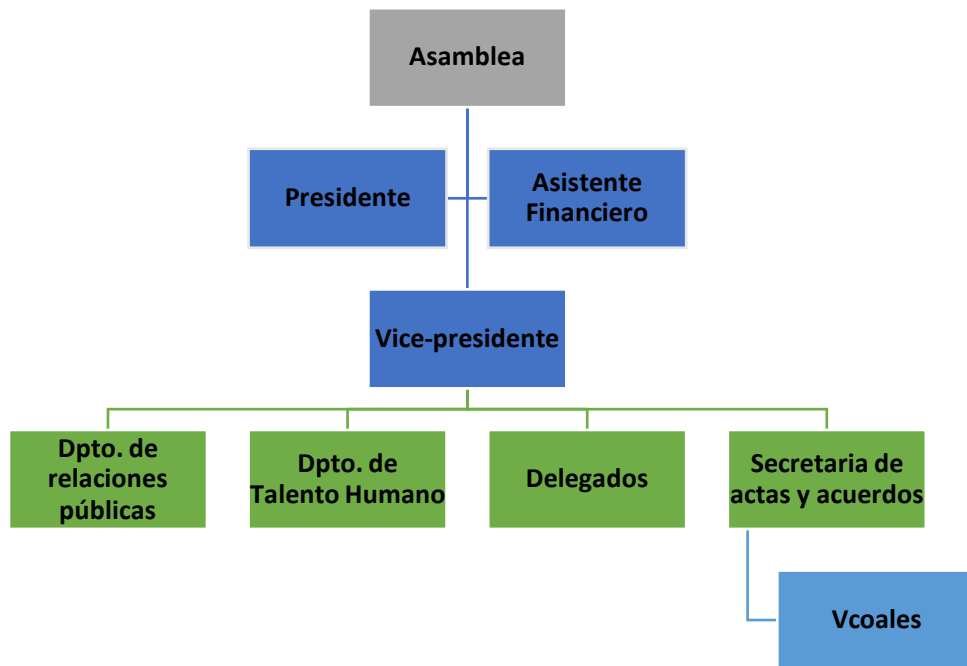 Asamblea
Presidente
Asistente
Financiero
Vice-presidente
Dpto. de
relaciones
públicas
Dpto. de
Talento Humano
Delegados
Secretaria de
actas y acuerdos
Vcoales